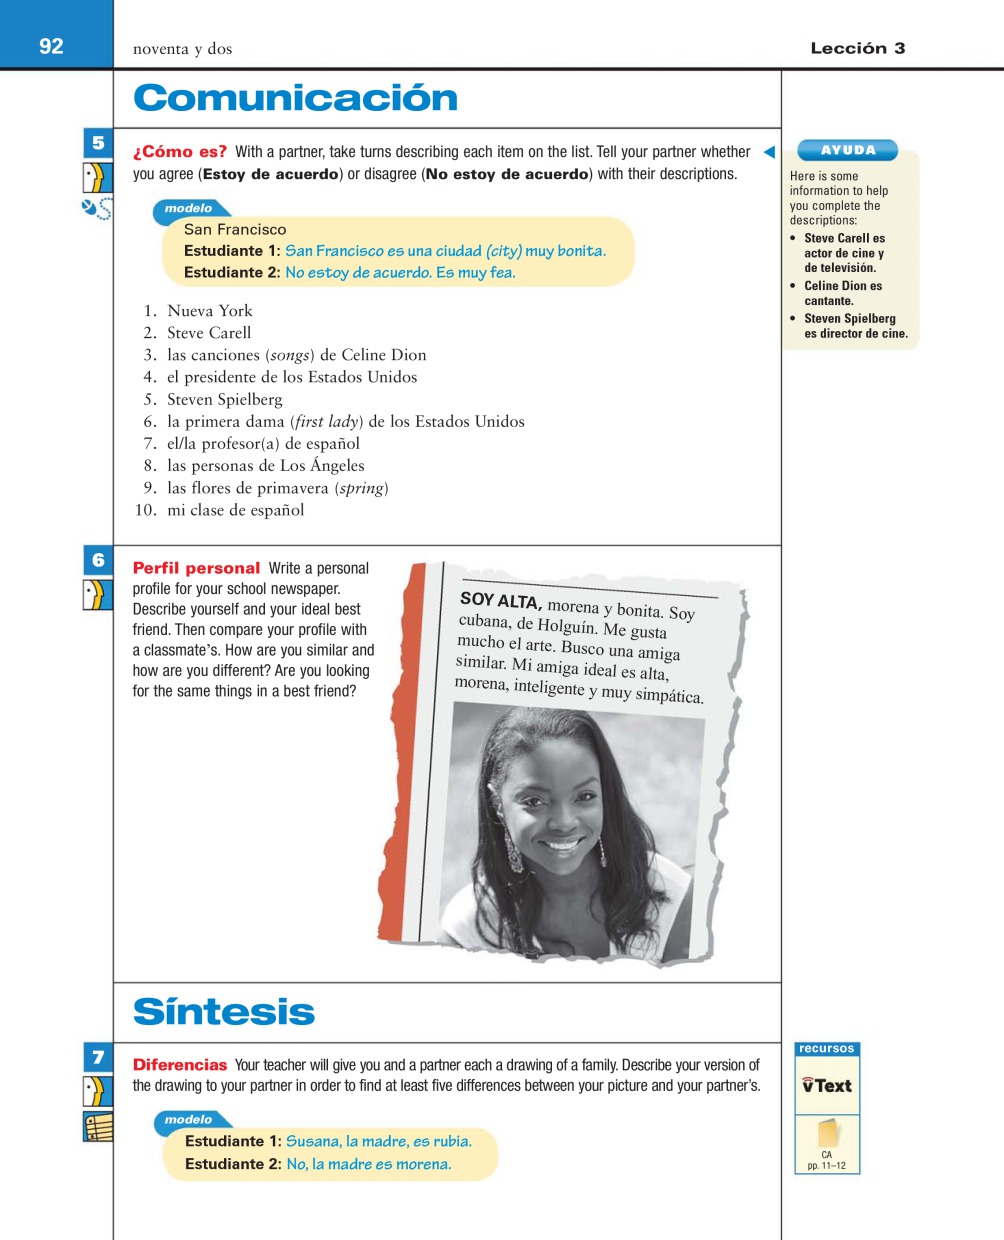 92
noventa y dos
Lección 3
Comunicación
5
¿Cómo es? With a partner, take turns describing each item on the list. Tell your partner whether
you agree (Estoy de acuerdo) or disagree (No estoy de acuerdo) with their descriptions.
modelo
San Francisco
Estudiante 1: San Francisco es una ciudad (city) muy bonita.
Estudiante 2: No estoy de acuerdo. Es muy fea.
1. Nueva York
2. Steve Carell
3. las canciones (songs) de Celine Dion
4. el presidente de los Estados Unidos
5. Steven Spielberg
6. la primera dama (first lady) de los Estados Unidos
7. el/la profesor(a) de español
8. las personas de Los Ángeles
9. las flores de primavera (spring)
10. mi clase de español
AYUDA
Here is some
information to help
you complete the
descriptions:
• Steve Carell es
actor de cine y
de televisión.
• Celine Dion es
cantante.
• Steven Spielberg
es director de cine.
6
Perfil personal Write a personal
profile for your school newspaper.
Describe yourself and your ideal best
friend. Then compare your profile with
a classmate's. How are you similar and
how are you different? Are you looking
for the same things in a best friend?
SOY ALTA, morena y bonita. Soy
cubana, de Holguín. Me gusta
mucho el arte. Busco una amiga
similar. Mi amiga ideal es alta,
morena, inteligente y muy simpática.
Síntesis
7
Diferencias Your teacher will give you and a partner each a drawing of a family. Describe your version of
the drawing to your partner in order to find at least five differences between your picture and your partner's.
modelo
Estudiante 1: Susana, la madre, es rubia.
Estudiante 2: No, la madre es morena.
recursos
vText
CA
pp. 11–12